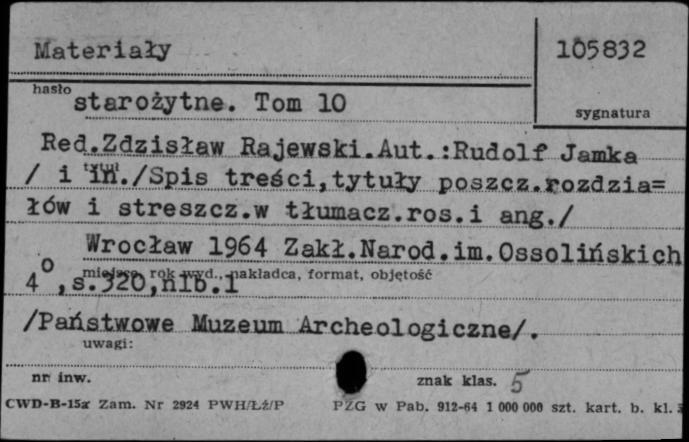 Materiały
105832
hasło
starożytne. Tom 10
sygnatura
Red.Zdzisław Rajewski.Aut.:Rudolf Jamka
/ i in./Spis treści,tytuły poszcz.rozdzia=
łów i streszcz.w tłumacz.ros.i ang./
Wrocław 1964 Zakł.Narod.im.Ossolińskich
miejsce, rok wyd., nakładca, format, objętość
4°,s.320,nlb.1
/Państwowe Muzeum Archeologiczne/.
uwagi:
nr inw.
znak klas. 5
CWD-B-15x Zam. Nr 2924 PWH/Łż/P
PZG w Pab. 912-64 1 000 000 szt. kart. b. kl.